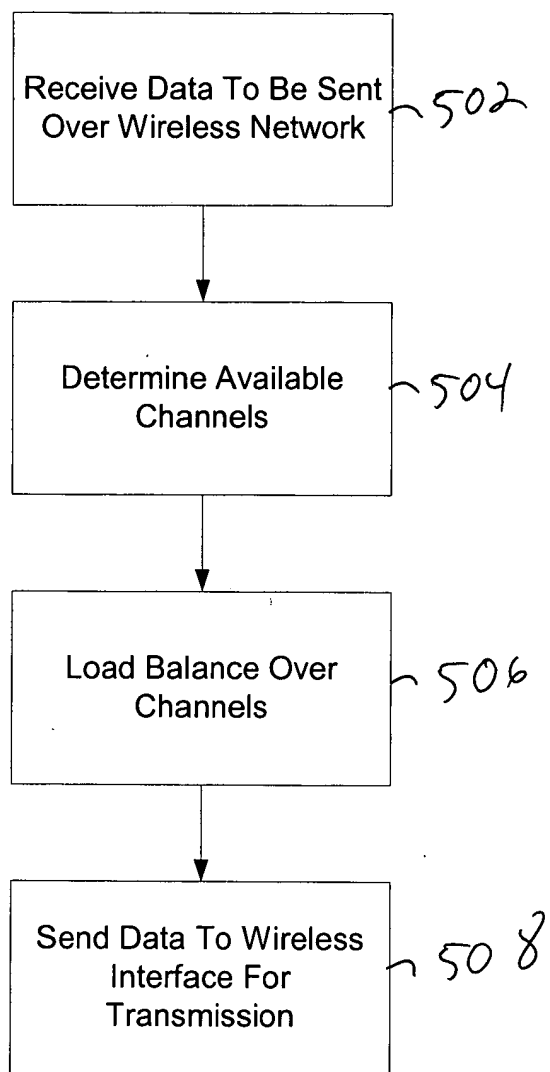 Receive Data To Be Sent
Over Wireless Network
502
Determine Available
Channels
504
Load Balance Over
Channels
506
Send Data To Wireless
Interface For
Transmission
508